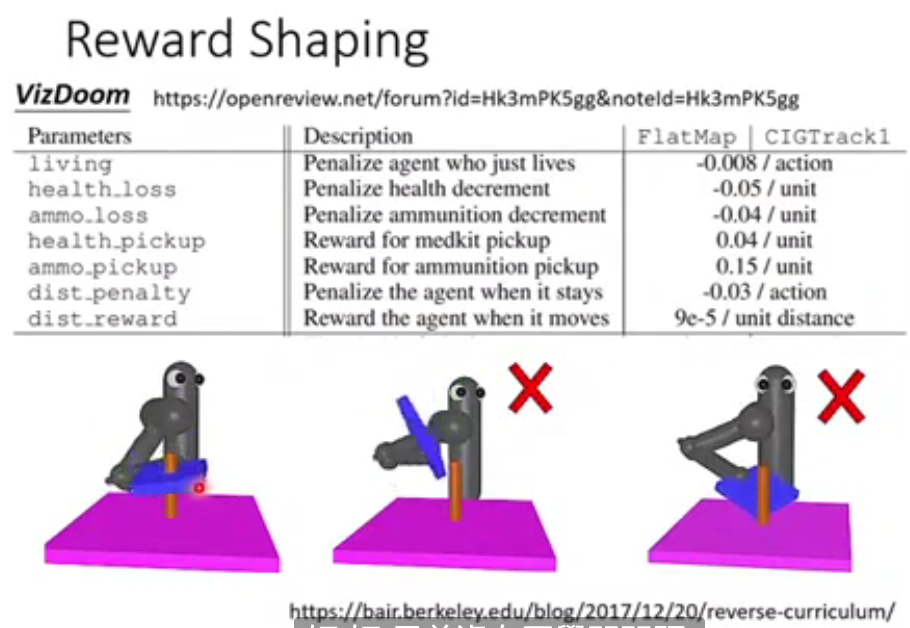 Reward Shaping
VizDoom https://openreview.net/forum?id=Hk3mPK5gg&noteId=Hk3mPK5gg
Parameters Description FlatMap CIGTrack1
living Penalize agent who just lives -0.008 / action
health_loss Penalize health decrement -0.05 / unit
ammo_loss Penalize ammunition decrement -0.04 / unit
health_pickup Reward for medkit pickup 0.04 / unit
ammo_pickup Reward for ammunition pickup 0.15 / unit
dist_penalty Penalize the agent when it stays -0.03 / action
dist_reward Reward the agent when it moves 9e-5 / unit distance
https://bair.berkeley.edu/blog/2017/12/20/reverse-curriculum/